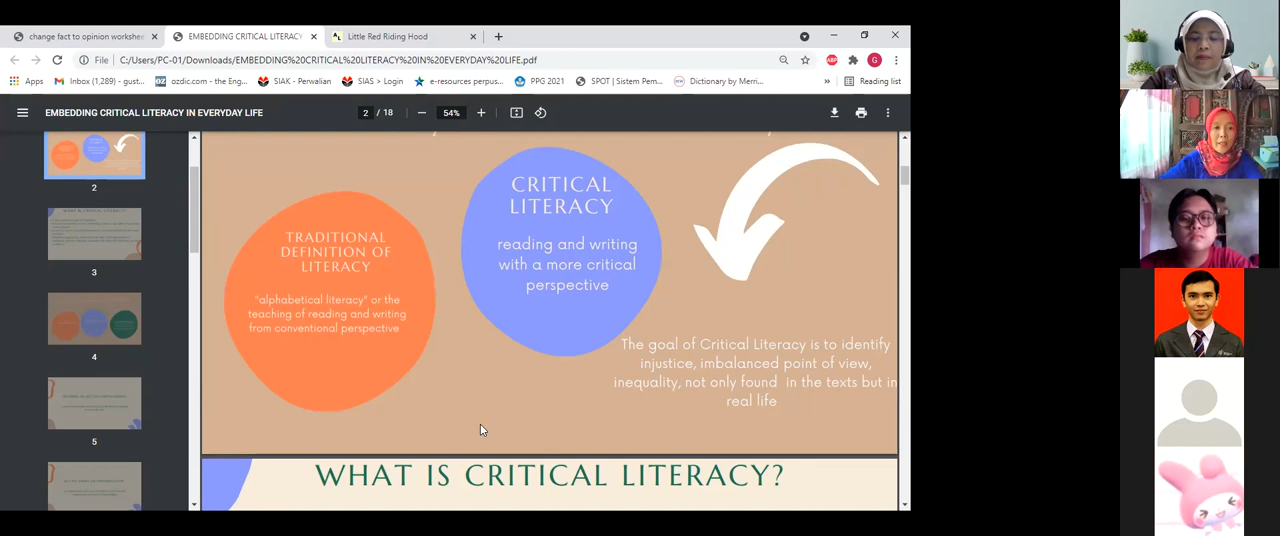 change fact to opinion workshee
EMBEDDING CRITICAL LITERACY
Little Red Riding Hood
File | C:/Users/PC-01/Downloads/EMBEDDING%20CRITICAL%20LITERACY%20IN%20EVERYDAY%20LIFE.pdf
G
ABP
Inbox (1,289) - gust...
ozdic.com - the Eng...
SIAK - Perwalian
SIAS > Login
e-resources perpus...
PPG 2021
SPOT | Sistem Pem...
Dictionary by Merri...
Reading list
EMBEDDING CRITICAL LITERACY IN EVERYDAY LIFE
2 / 18
54%
2
3
4
5
TRADITIONAL
DEFINITION OF
LITERACY
"alphabetical literacy" or the
teaching of reading and writing
from conventional perspective
CRITICAL
LITERACY
reading and writing
with a more critical
perspective
The goal of Critical Literacy is to identify
injustice, imbalanced point of view,
inequality, not only found in the texts but in
real life
WHAT IS CRITICAL LITERACY?